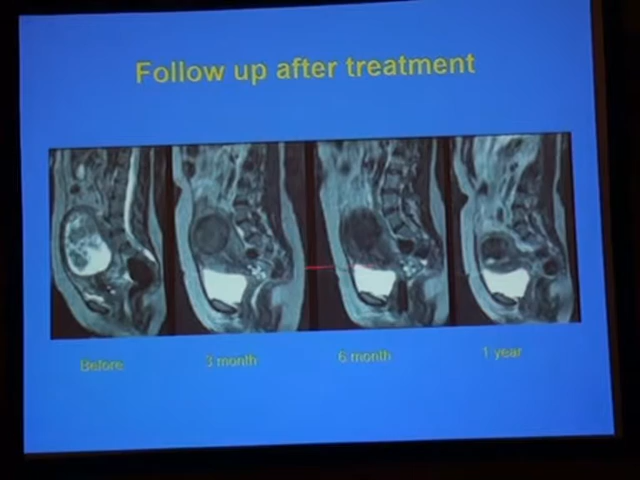 Follow up after treatment
Before
3 month
6 month
1 year